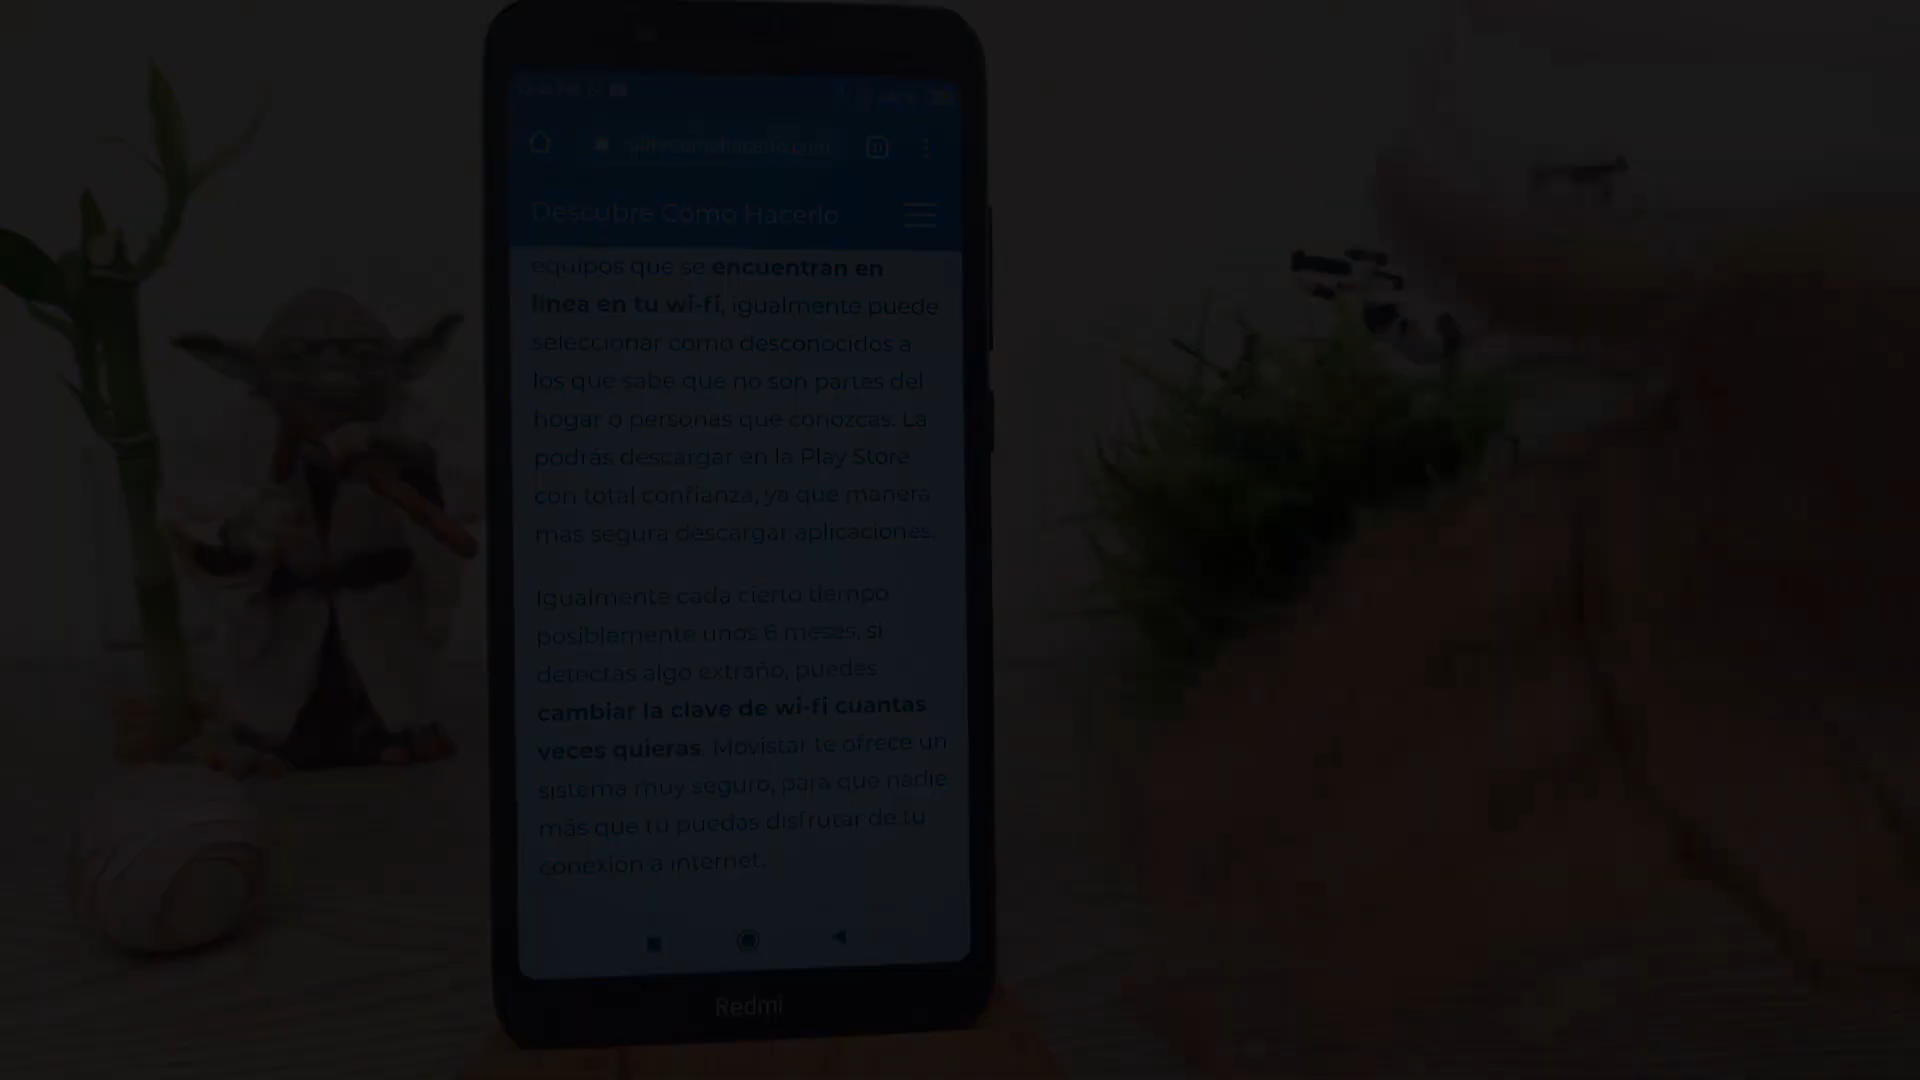 Descubre Cómo Hacerlo
equipos que se encuentran en
línea en tu wi-fi, igualmente puede
seleccionar como desconocidos a
los que sabe que no son partes del
hogar o personas que conozcas. La
podrás descargar en la Play Store
con total confianza, ya que manera
mas segura descargar aplicaciones.
Igualmente cada cierto tiempo
posiblemente unos 6 meses, si
detectas algo extraño, puedes
cambiar la clave de wi-fi cuantas
veces quieras. Movistar te ofrece un
sistema muy seguro, para que nadie
más que tú puedas disfrutar de tu
conexión a internet.
Redmi